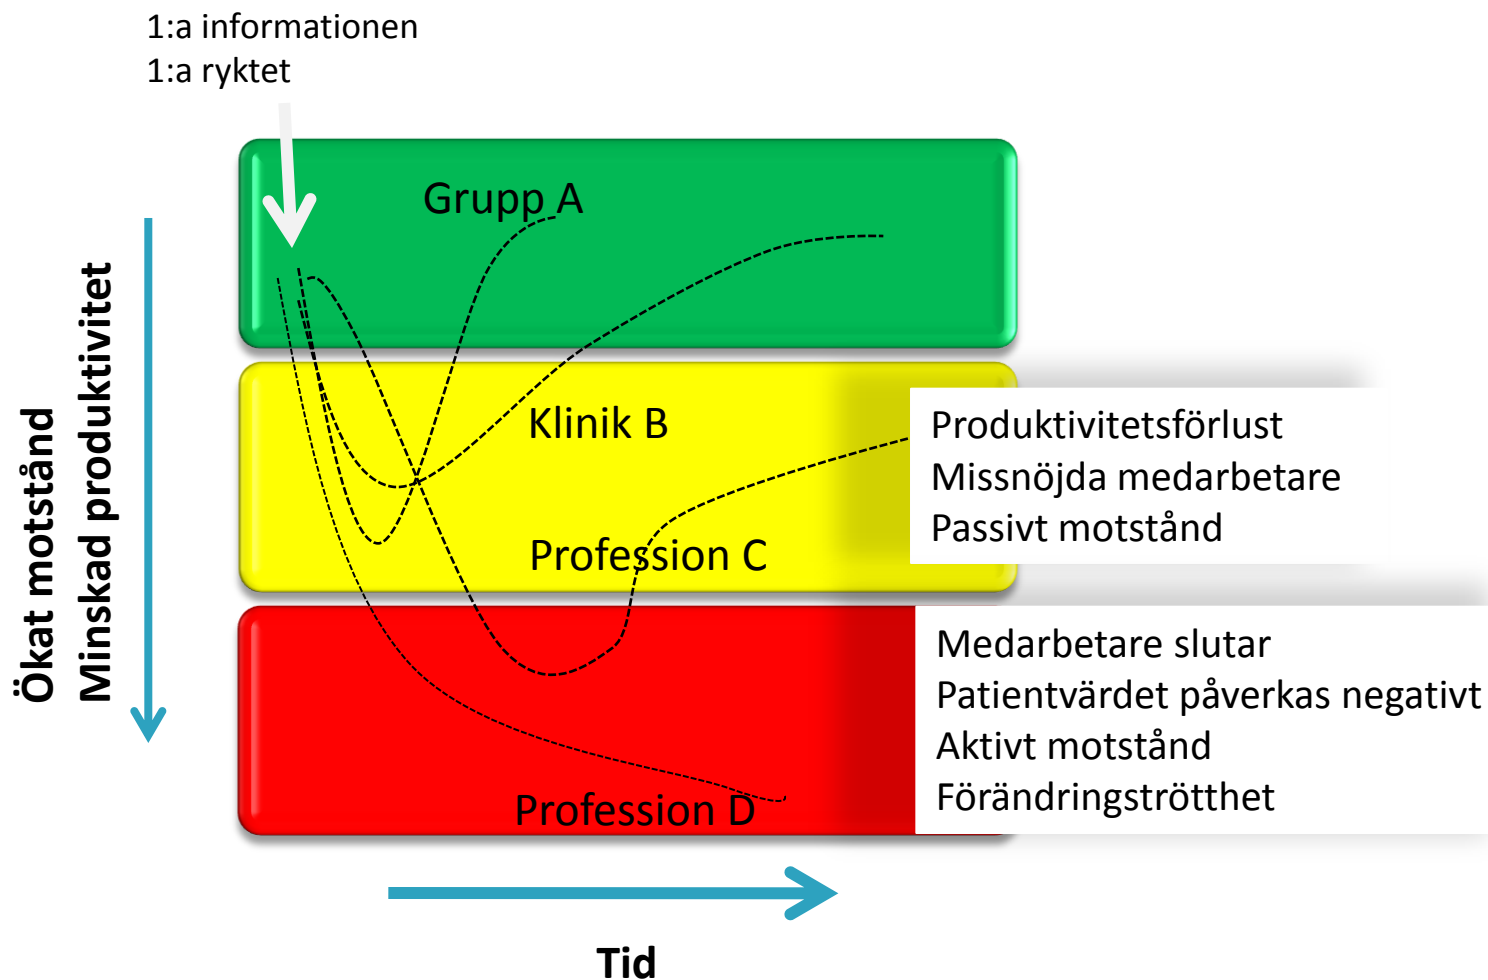 1:a informationen
1:a ryktet
Grupp A
Ökat motstånd
Minskad produktivitet
Klinik B
Profession C
Produktivitetsförlust
Missnöjda medarbetare
Passivt motstånd
Profession D
Medarbetare slutar
Patientvärdet påverkas negativt
Aktivt motstånd
Förändringströtthet
Tid